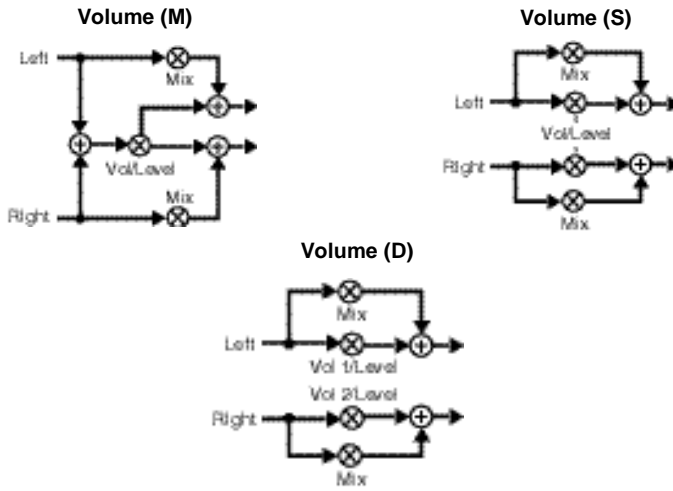 Volume (M)
Left
Mix
Vol/Level
Right
Mix
Volume (S)
Mix
Left
Vol/Level
Right
Mix
Volume (D)
Mix
Left
Vol 1/Level
Vol 2/Level
Right
Mix